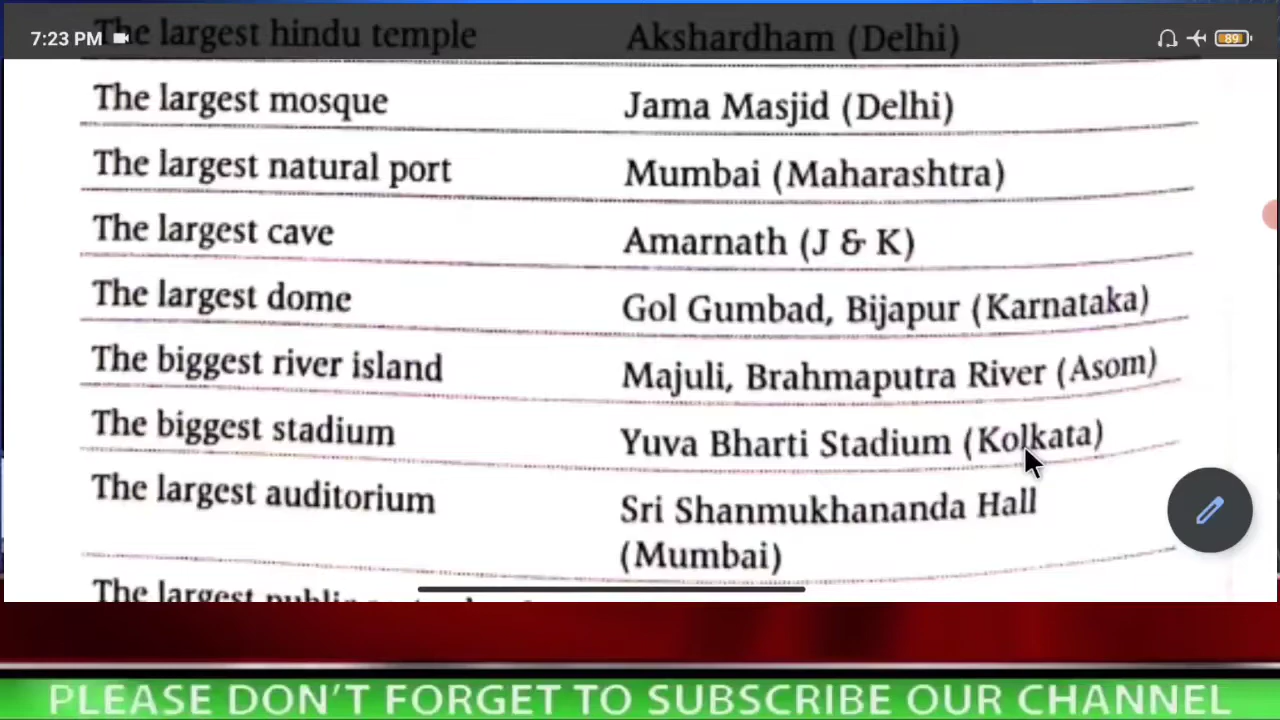 7:23 PM
The largest hindu temple Akshardham (Delhi)
89
The largest mosque Jama Masjid (Delhi)
The largest natural port Mumbai (Maharashtra)
The largest cave Amarnath (J & K)
The largest dome Gol Gumbad, Bijapur (Karnataka)
The biggest river island Majuli, Brahmaputra River (Asom)
The biggest stadium Yuva Bharti Stadium (Kolkata)
The largest auditorium Sri Shanmukhananda Hall
(Mumbai)
The largest
PLEASE DON'T FORGET TO SUBSCRIBE OUR CHANNEL